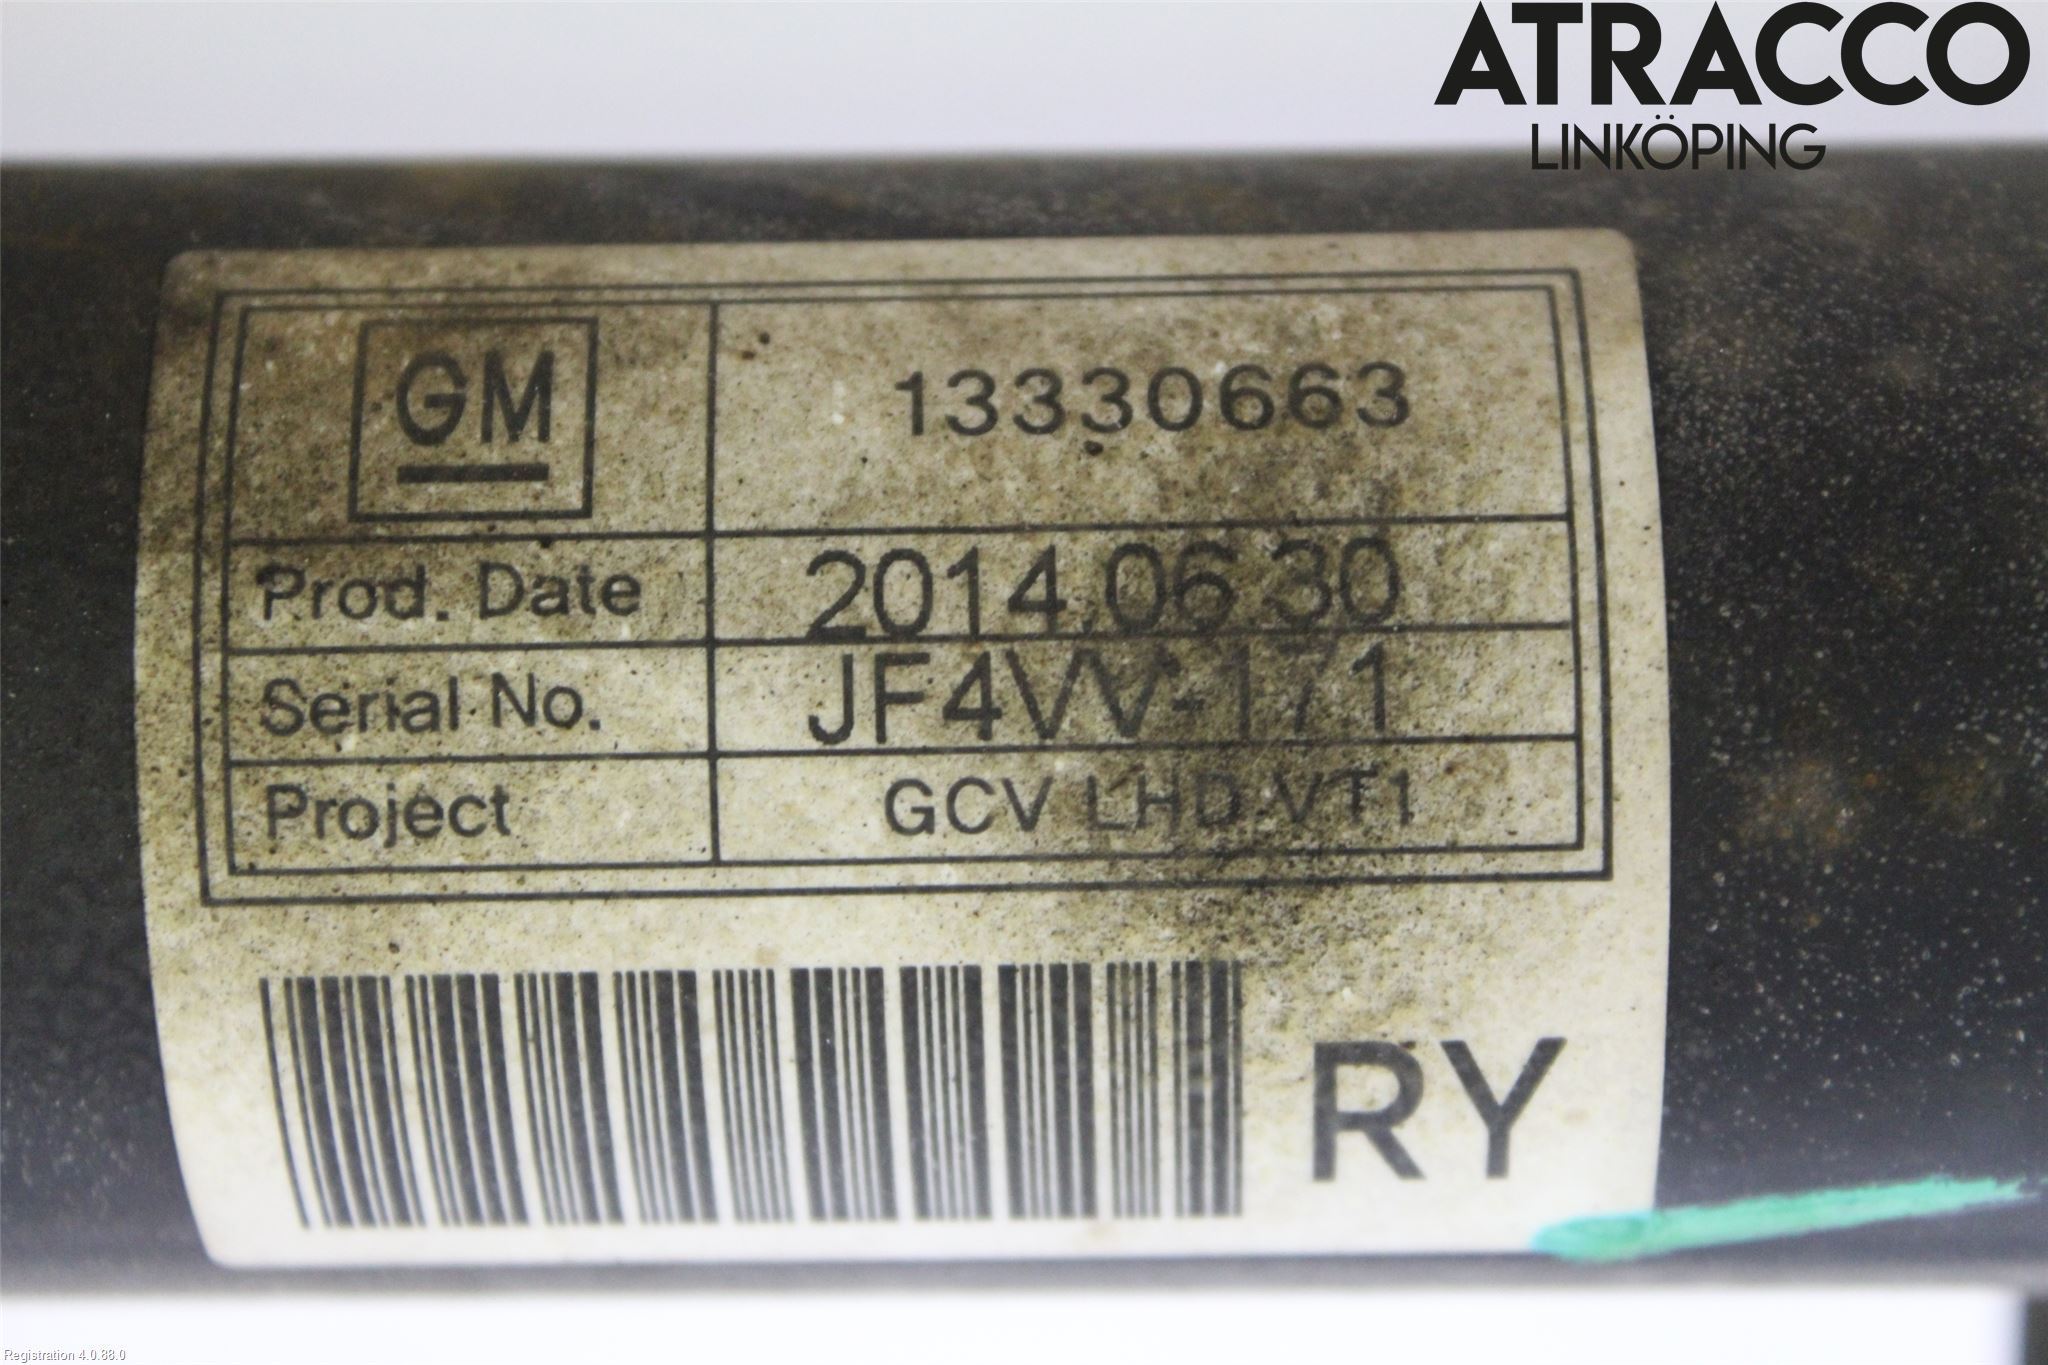 ATRACCO
LINKÖPING
GM 13330663
Prod. Date 2014.06.30
Serial No. JF4VV-171
Project GCV LHD VT1
RY
Registration 4.0.88.0